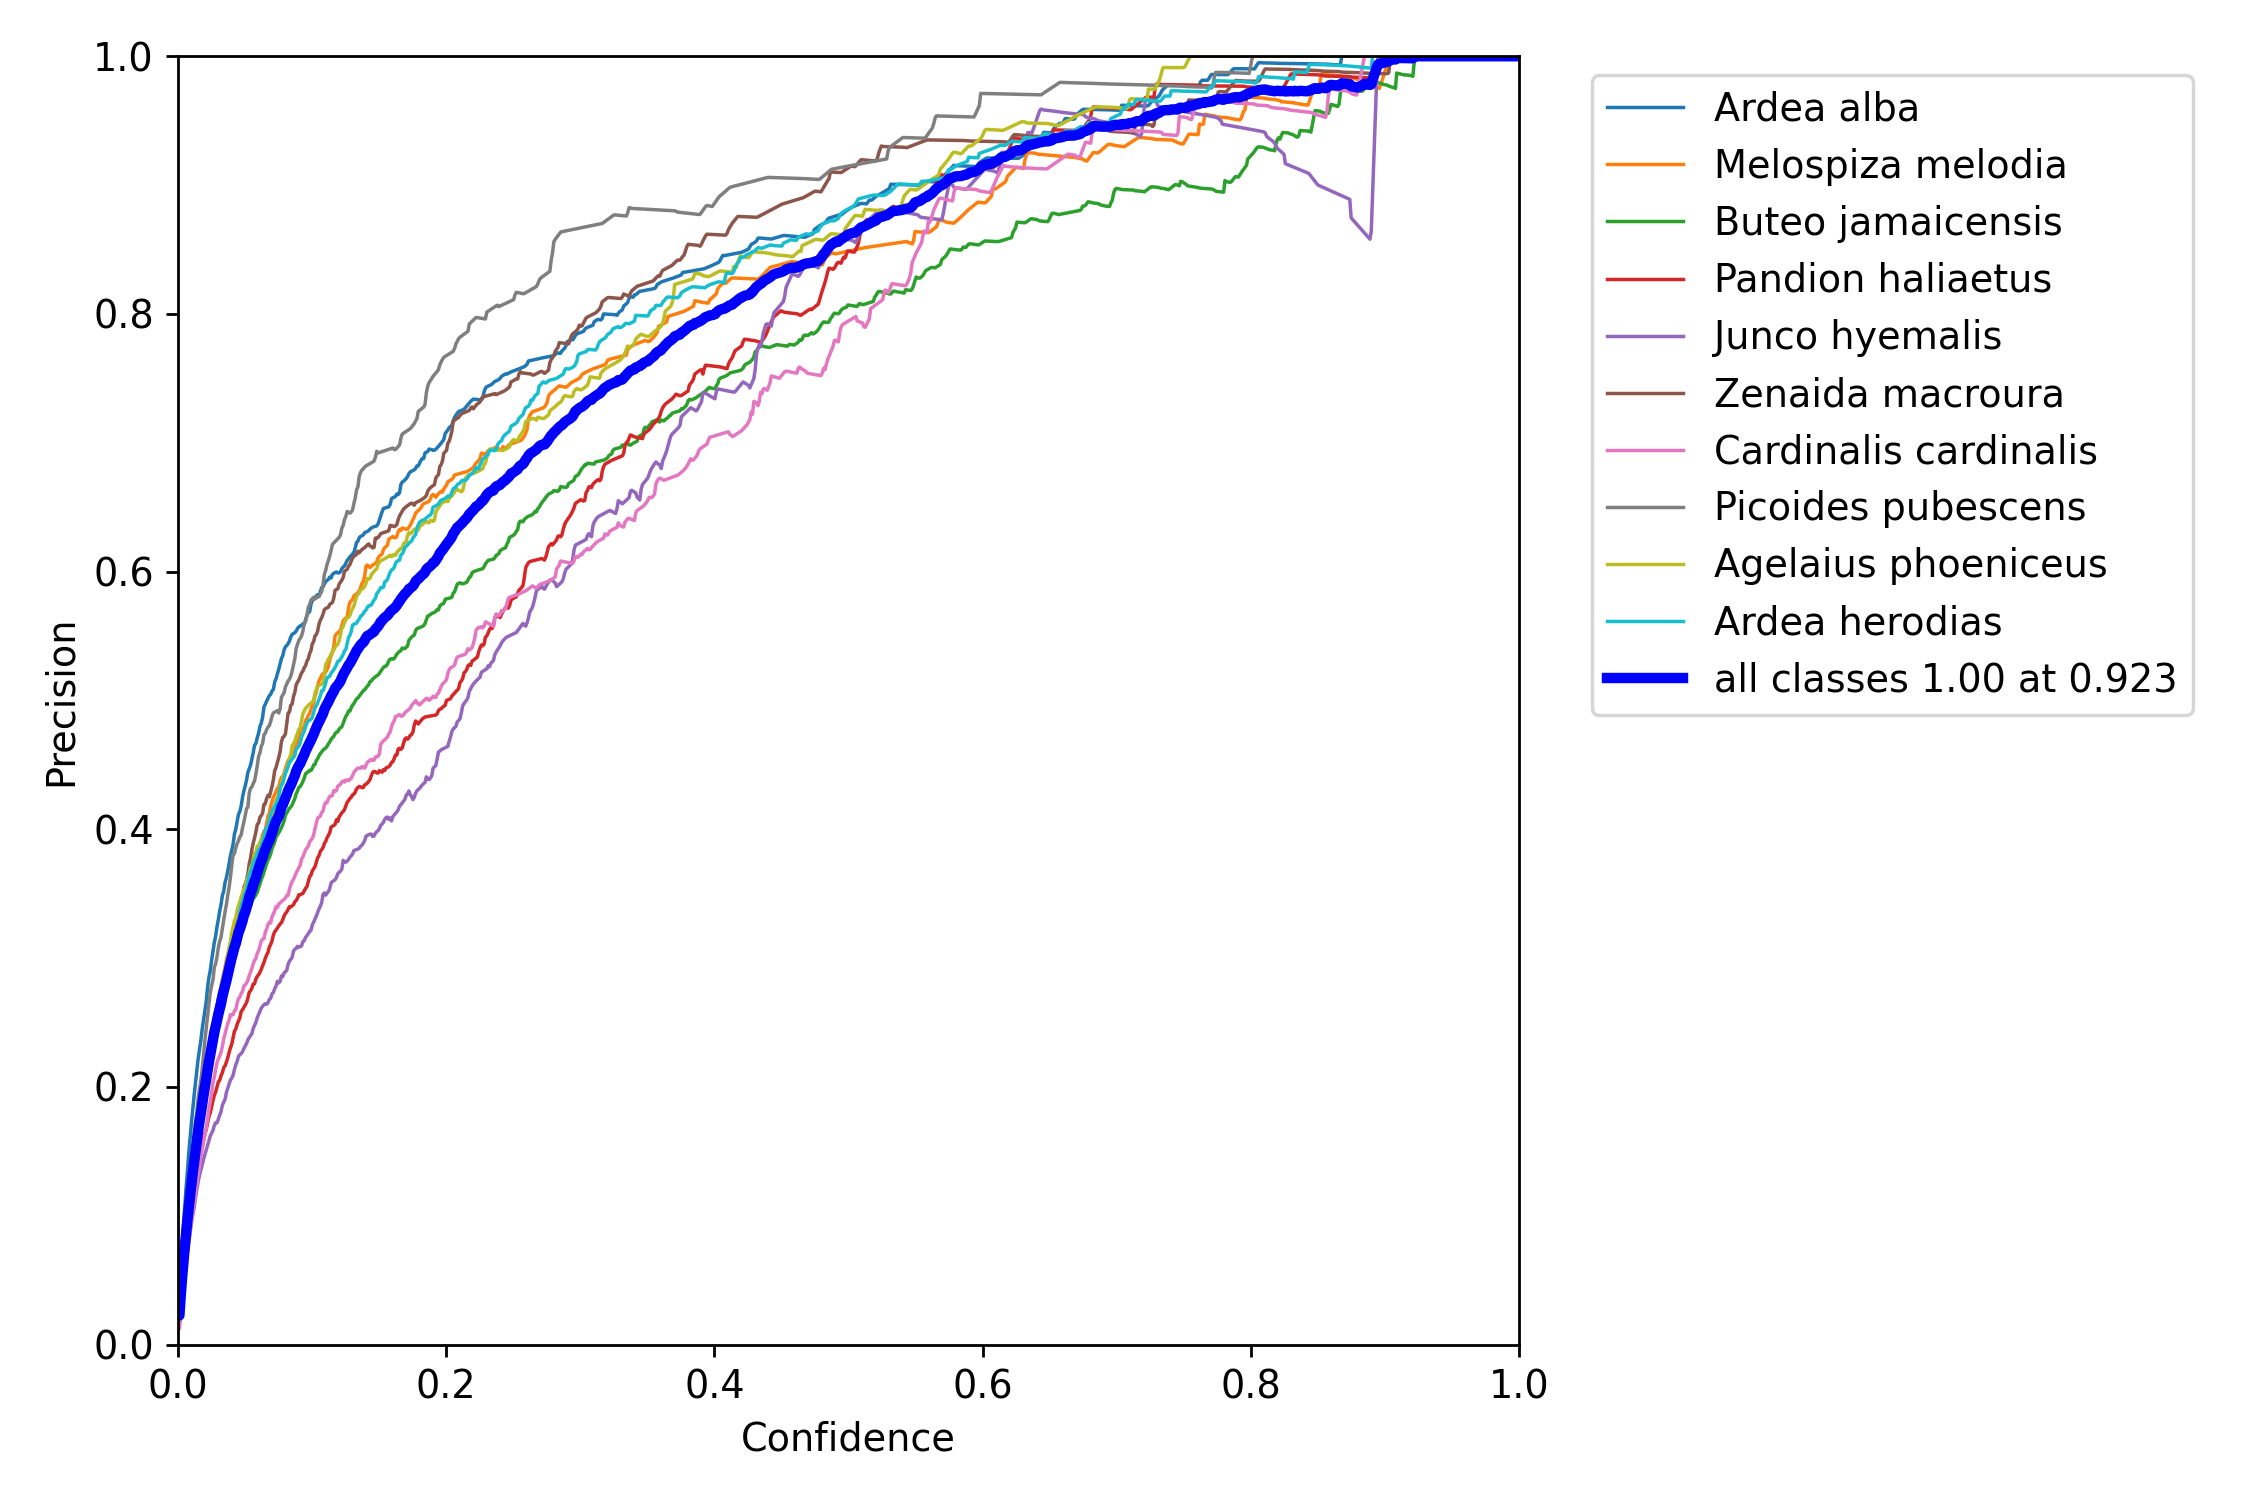 1.0
0.8
0.6
0.4
0.2
0.0
0.0 0.2 0.4 0.6 0.8 1.0
Precision
Confidence
Ardea alba
Melospiza melodia
Buteo jamaicensis
Pandion haliaetus
Junco hyemalis
Zenaida macroura
Cardinalis cardinalis
Picoides pubescens
Agelaius phoeniceus
Ardea herodias
all classes 1.00 at 0.923